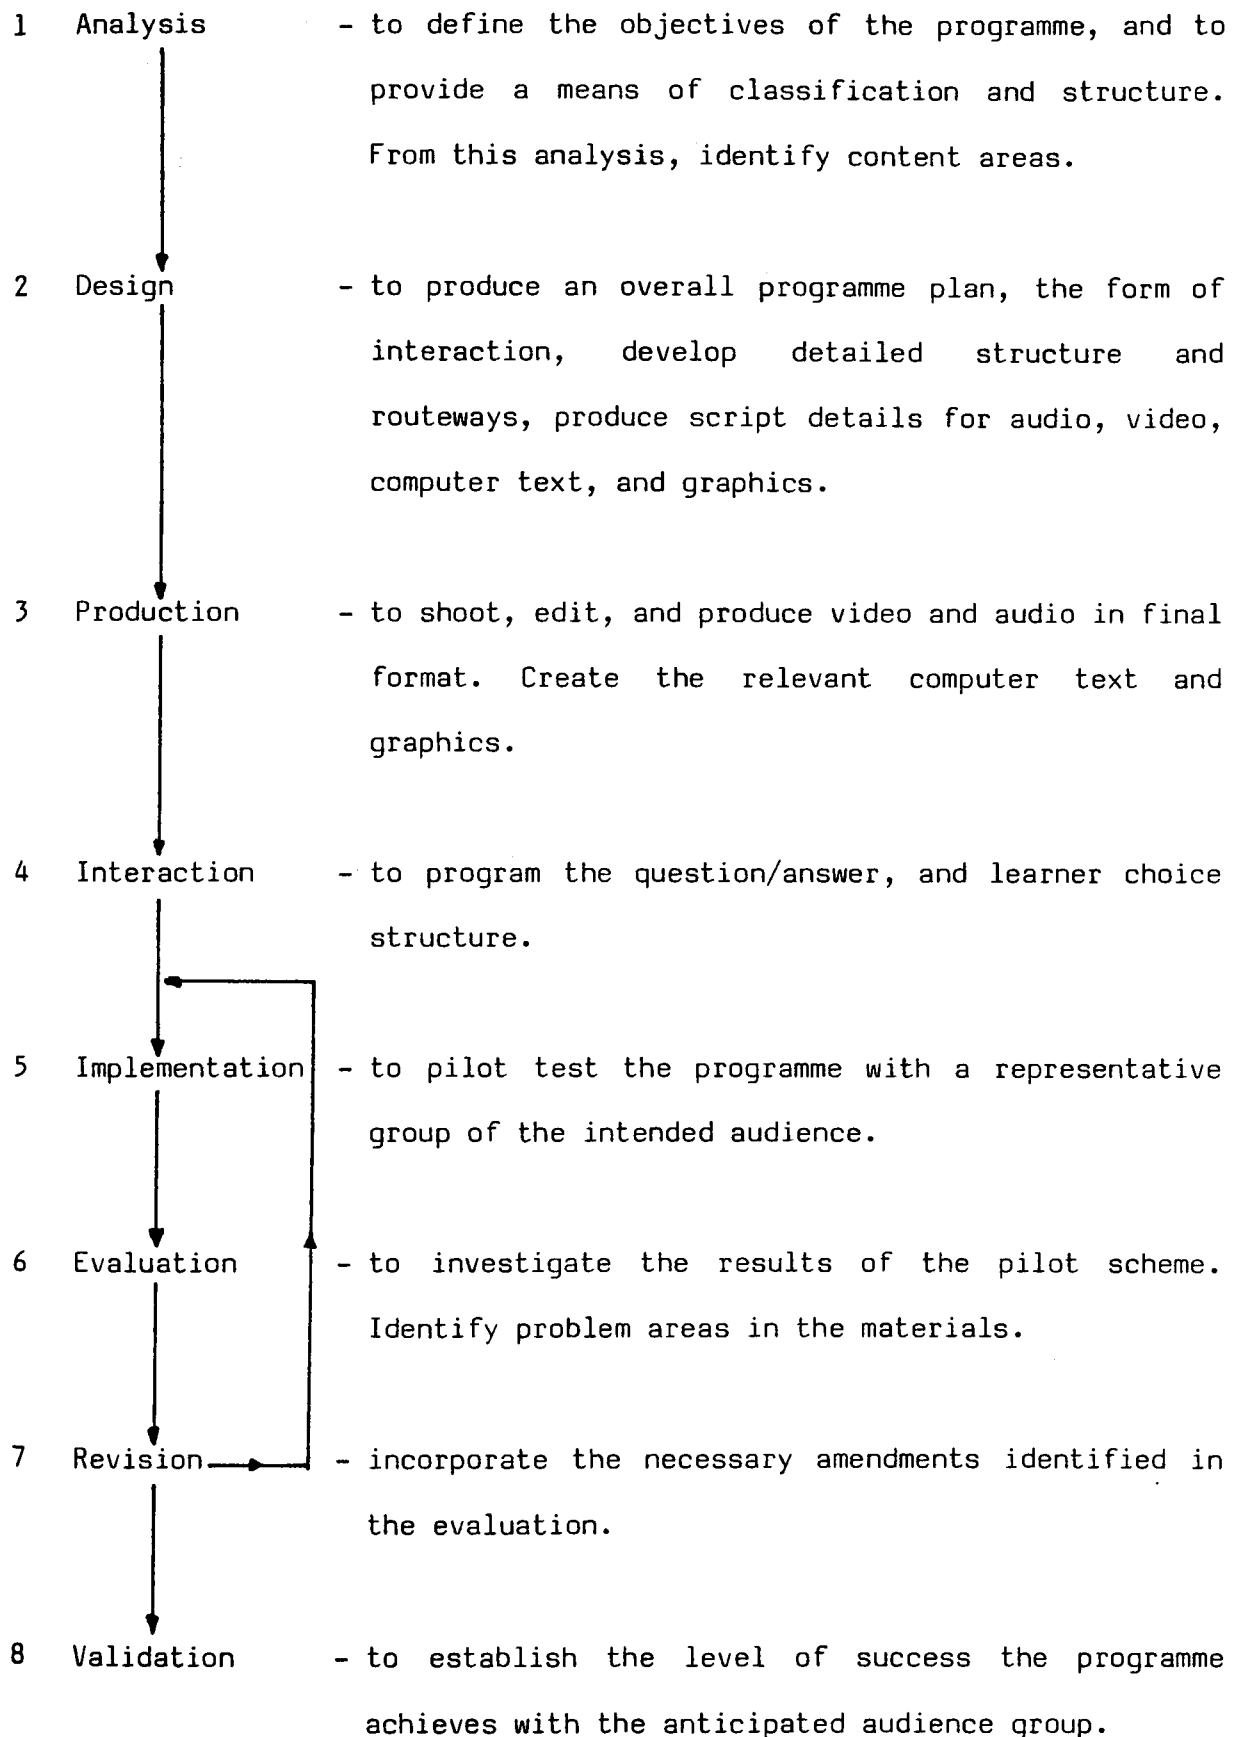 1 Analysis - to define the objectives of the programme, and to
provide a means of classification and structure.
From this analysis, identify content areas.
2 Design - to produce an overall programme plan, the form of
interaction, develop detailed structure and
routeways, produce script details for audio, video,
computer text, and graphics.
3 Production - to shoot, edit, and produce video and audio in final
format. Create the relevant computer text and
graphics.
4 Interaction - to program the question/answer, and learner choice
structure.
5 Implementation - to pilot test the programme with a representative
group of the intended audience.
6 Evaluation - to investigate the results of the pilot scheme.
Identify problem areas in the materials.
7 Revision - incorporate the necessary amendments identified in
the evaluation.
8 Validation - to establish the level of success the programme
achieves with the anticipated audience group.